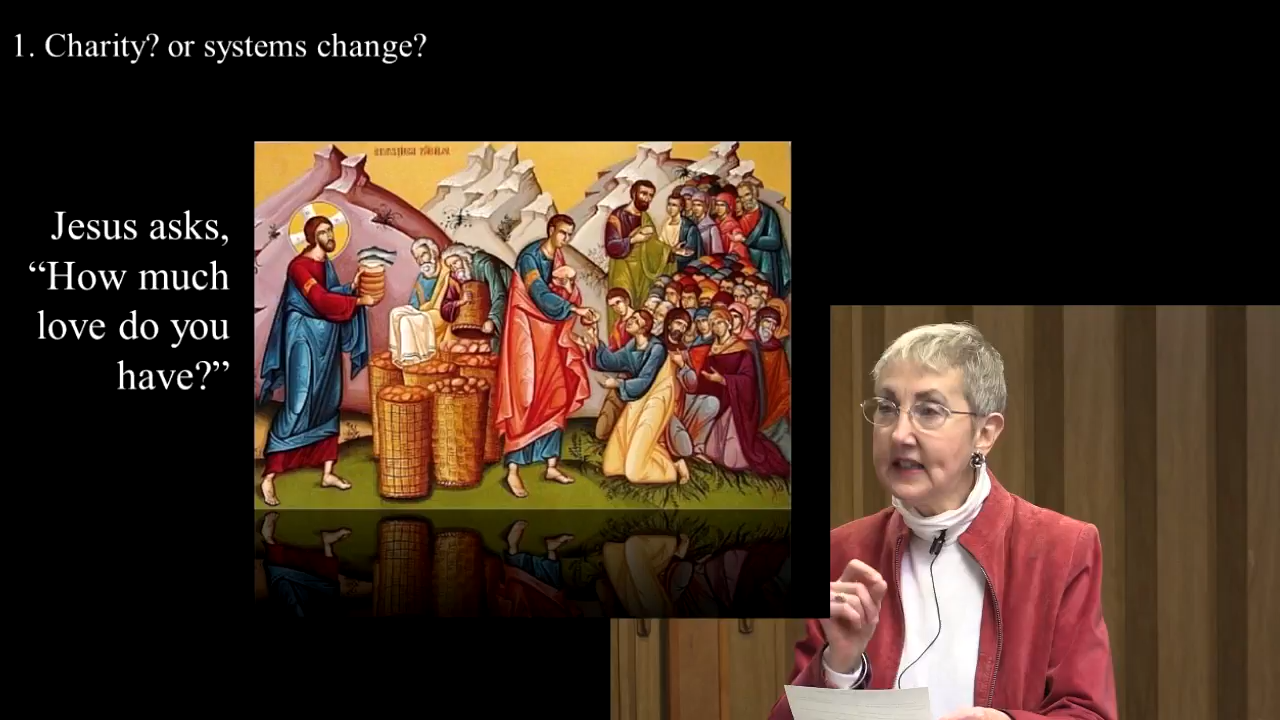 1. Charity? or systems change?
Jesus asks,
“How much
love do you
have?”